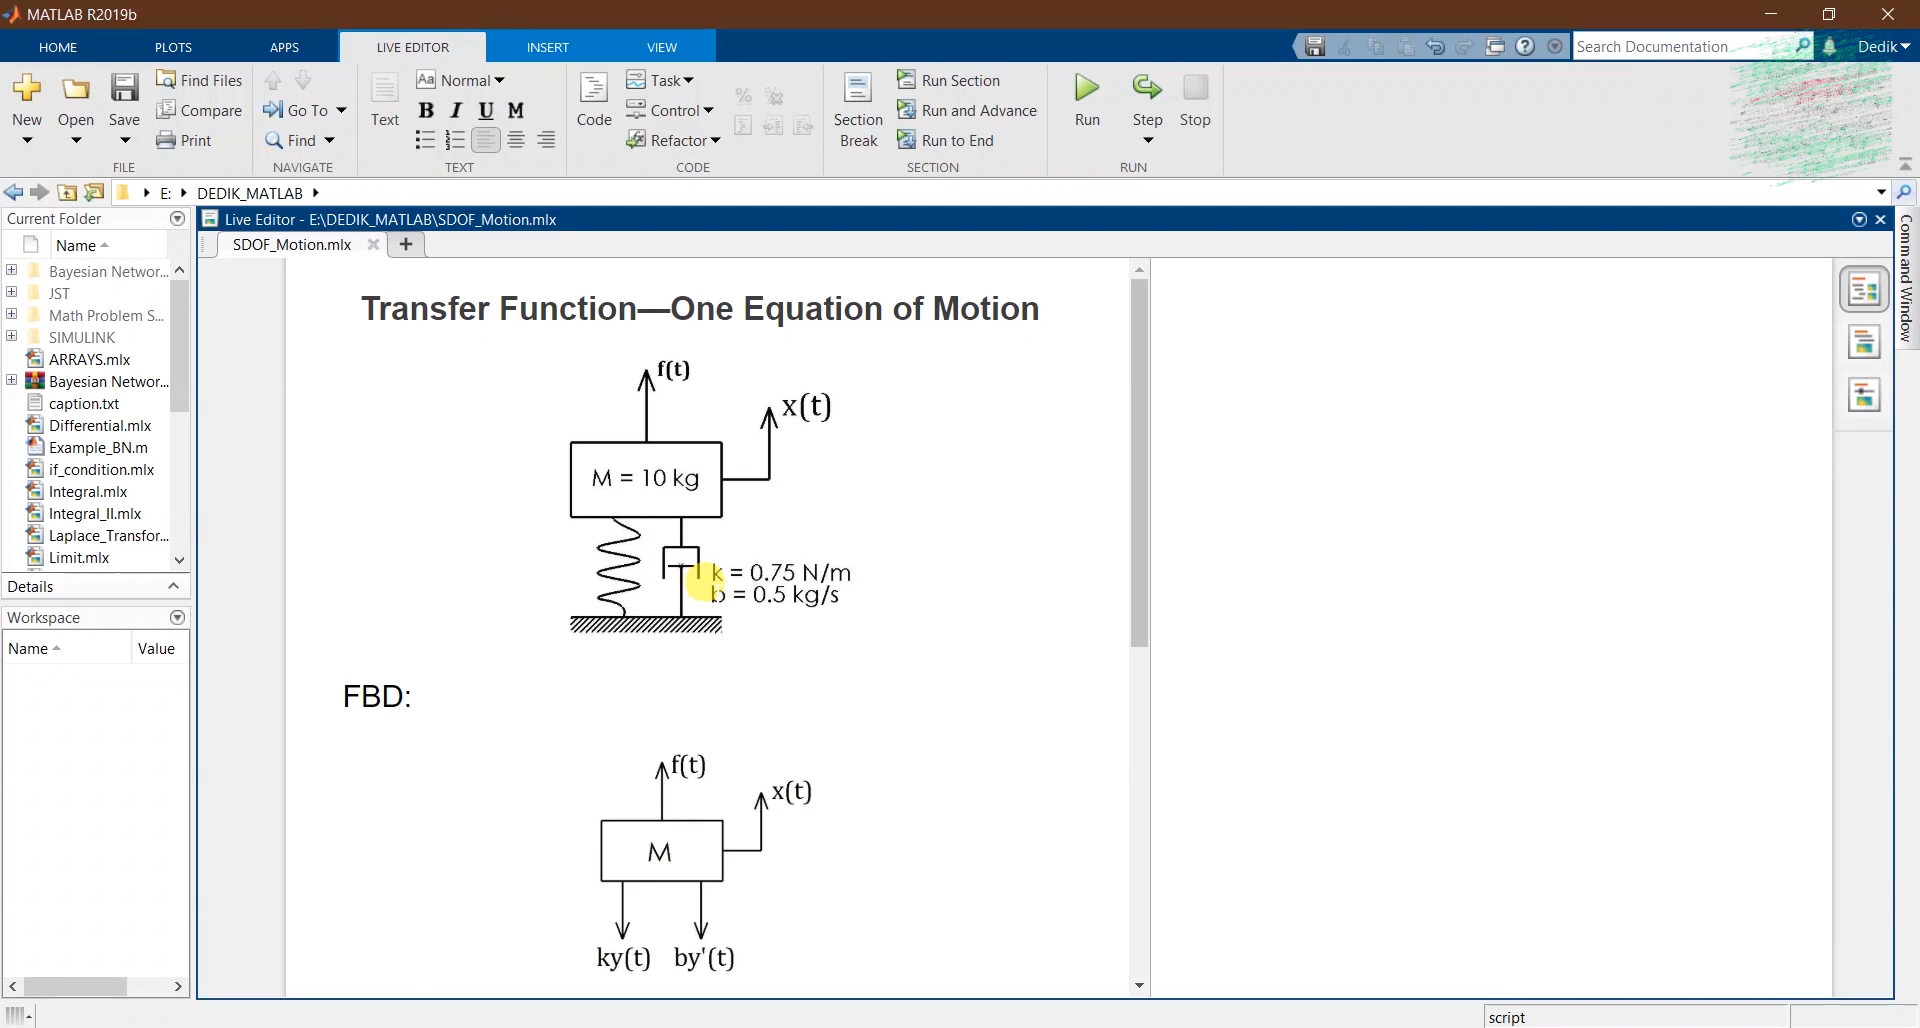 MATLAB R2019b
HOME PLOTS APPS LIVE EDITOR INSERT VIEW
Search Documentation Dedik
New Open Save
Find Files
Compare
Print
FILE
Go To
Find
NAVIGATE
Text
Aa Normal
B I U M
TEXT
Code
Task
Control
Refactor
CODE
Section
Break
Run Section
Run and Advance
Run to End
SECTION
Run Step Stop
RUN
E: DEDIK_MATLAB
Current Folder
Name
Bayesian Networ...
JST
Math Problem S...
SIMULINK
ARRAYS.mlx
Bayesian Networ...
caption.txt
Differential.mlx
Example_BN.m
if_condition.mlx
Integral.mlx
Integral_II.mlx
Laplace_Transfor...
Limit.mlx
Details
Workspace
Name Value
Live Editor - E:\DEDIK_MATLAB\SDOF_Motion.mlx
SDOF_Motion.mlx
Transfer Function—One Equation of Motion
f(t)
x(t)
M = 10 kg
k = 0.75 N/m
b = 0.5 kg/s
FBD:
f(t)
x(t)
M
ky(t) by'(t)
Command Window
script